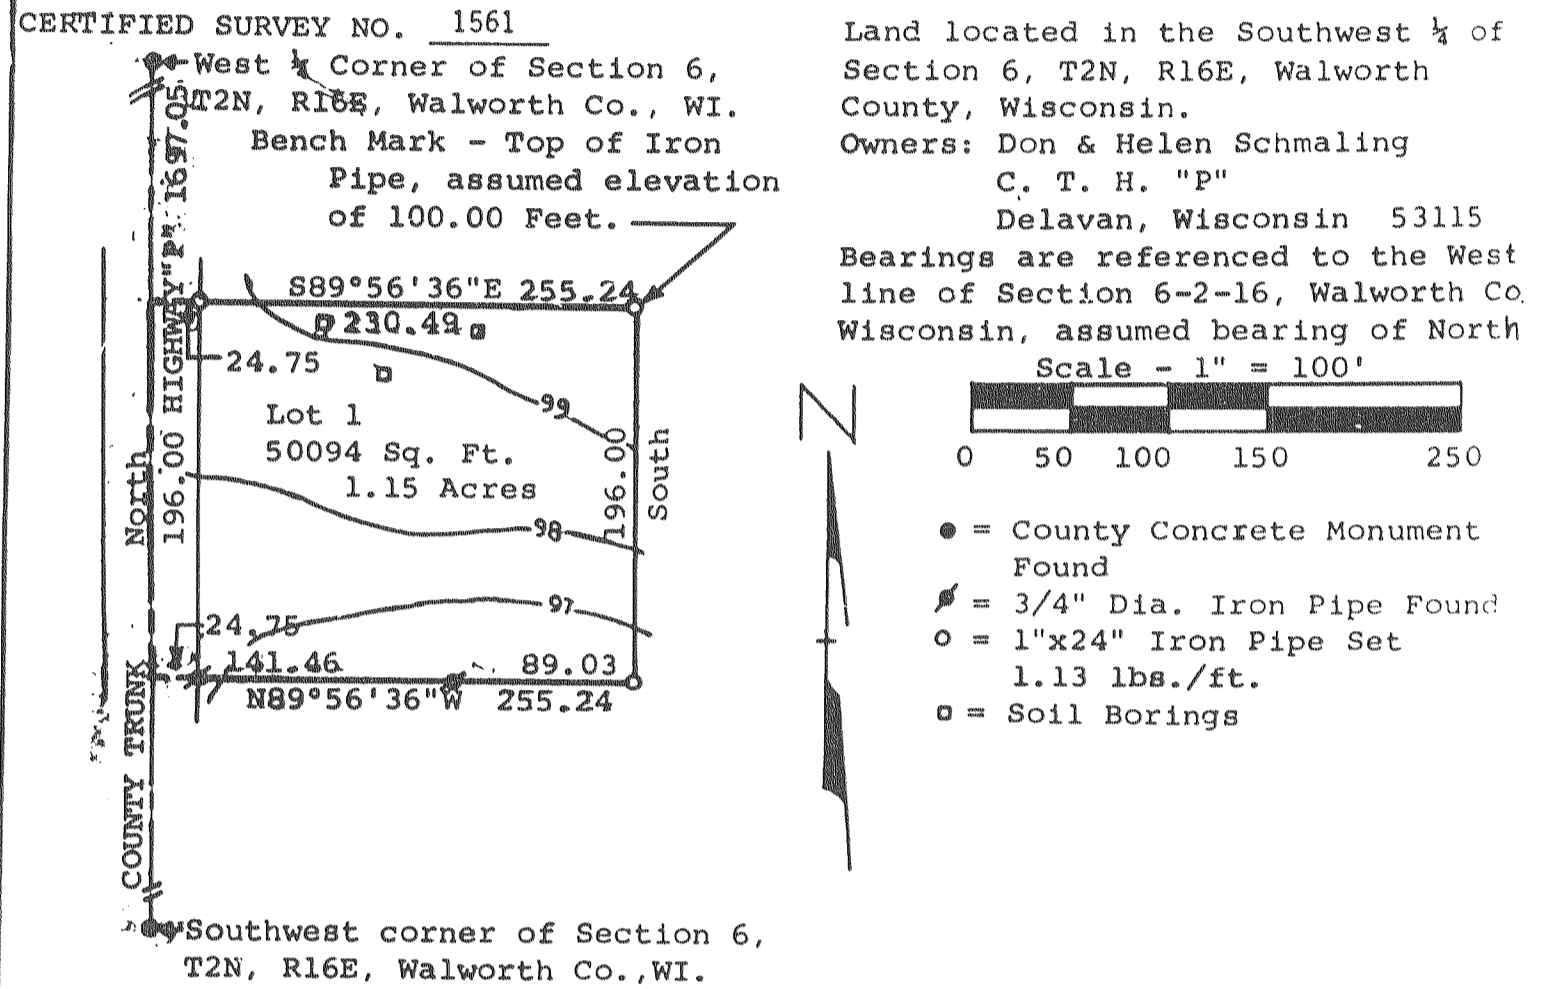 CERTIFIED SURVEY NO. 1561
West ¼ Corner of Section 6,
T2N, R16E, Walworth Co., WI.
Bench Mark - Top of Iron
Pipe, assumed elevation
of 100.00 Feet.
S89°56'36"E 255.24
230.49
24.75
99
Lot 1
50094 Sq. Ft.
1.15 Acres
196.00
South
98
97
24.75
141.46
89.03
N89°56'36"W 255.24
1697.05
North
196.00
COUNTY TRUNK HIGHWAY "P"
Southwest corner of Section 6,
T2N, R16E, Walworth Co.,WI.
Land located in the Southwest ¼ of
Section 6, T2N, R16E, Walworth
County, Wisconsin.
Owners: Don & Helen Schmaling
C. T. H. "P"
Delavan, Wisconsin 53115
Bearings are referenced to the West
line of Section 6-2-16, Walworth Co.
Wisconsin, assumed bearing of North
Scale - 1" = 100'
0 50 100 150 250
N
= County Concrete Monument
Found
= 3/4" Dia. Iron Pipe Found
= 1"x24" Iron Pipe Set
1.13 lbs./ft.
= Soil Borings